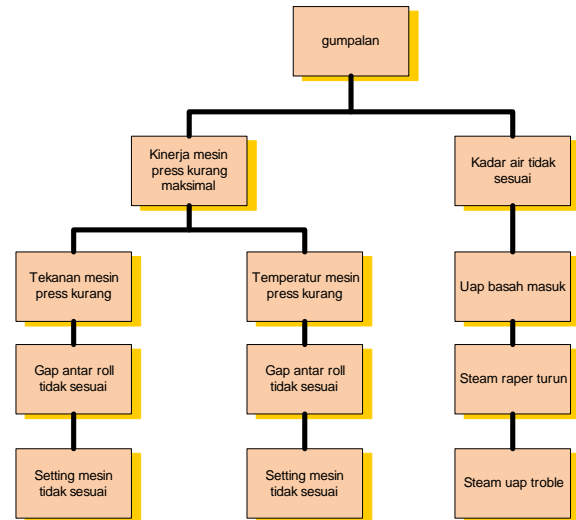 gumpalan
Kinerja mesin
press kurang
maksimal
Kadar air tidak
sesuai
Tekanan mesin
press kurang
Temperatur mesin
press kurang
Uap basah masuk
Gap antar roll
tidak sesuai
Gap antar roll
tidak sesuai
Steam raper turun
Setting mesin
tidak sesuai
Setting mesin
tidak sesuai
Steam uap troble